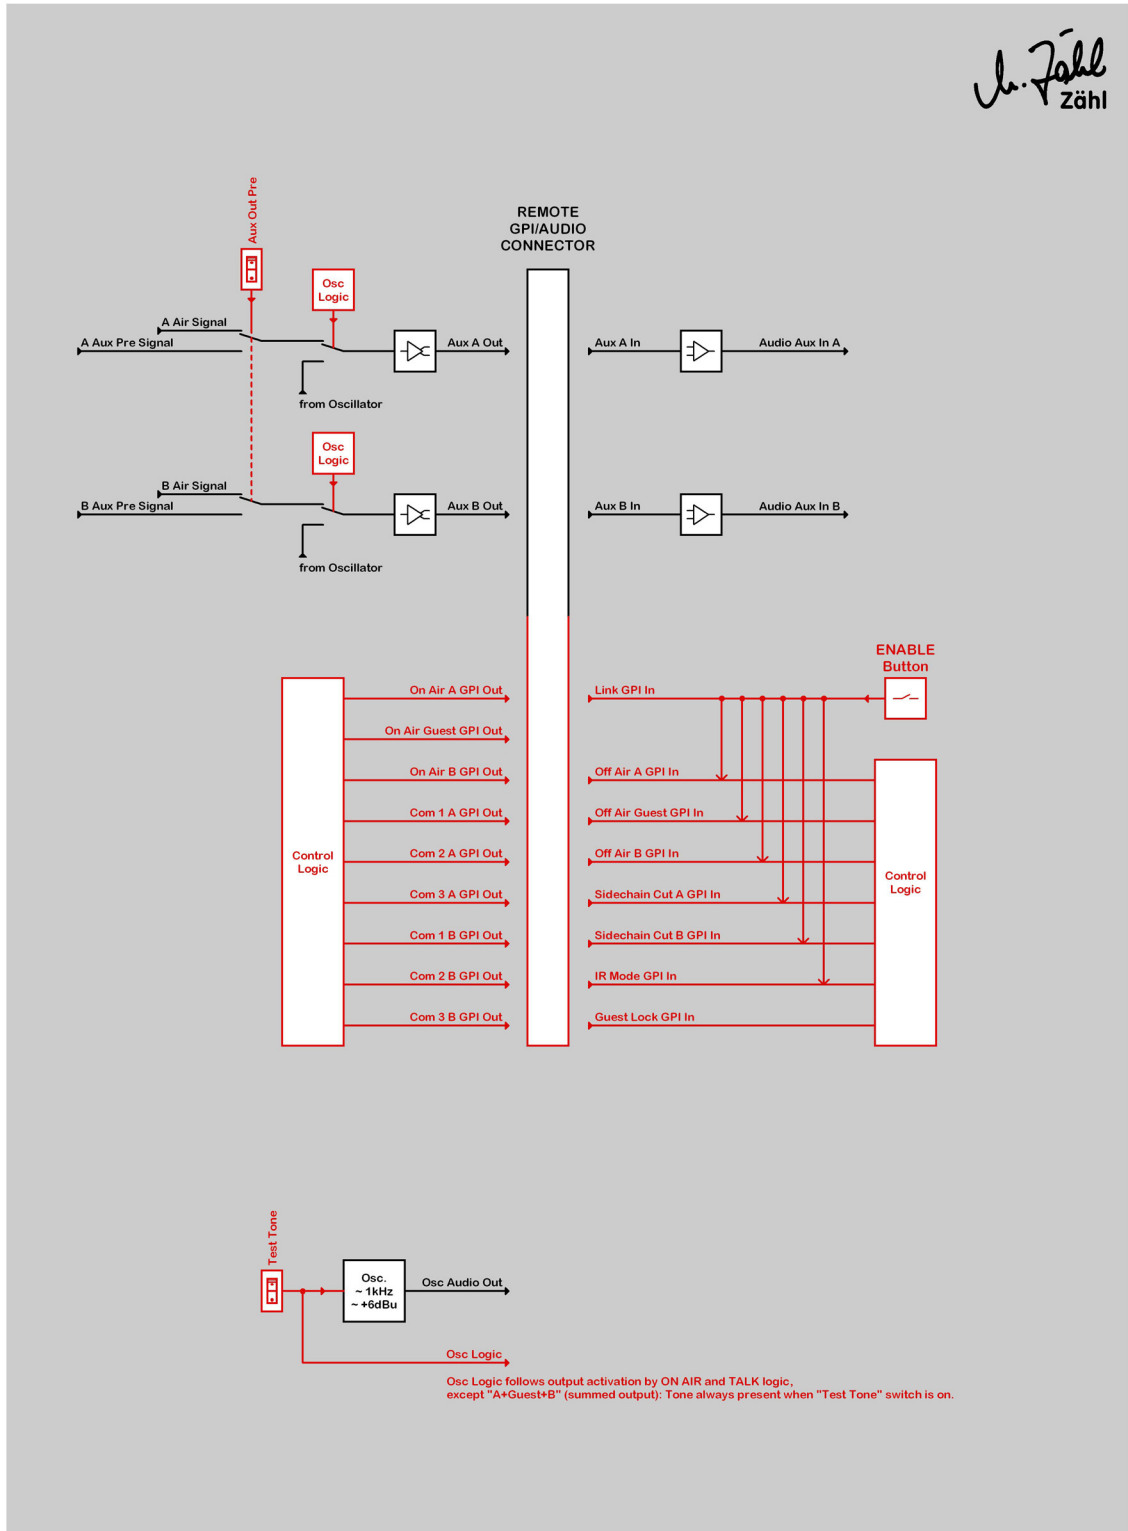 M. Zähl
Zähl
Aux Out Pre
REMOTE
GPI/AUDIO
CONNECTOR
Osc
Logic
A Air Signal
A Aux Pre Signal
Aux A Out
Aux A In
Audio Aux In A
from Oscillator
Osc
Logic
B Air Signal
B Aux Pre Signal
Aux B Out
Aux B In
Audio Aux In B
from Oscillator
ENABLE
Button
On Air A GPI Out
Link GPI In
On Air Guest GPI Out
On Air B GPI Out
Off Air A GPI In
Com 1 A GPI Out
Off Air Guest GPI In
Com 2 A GPI Out
Off Air B GPI In
Control
Logic
Control
Logic
Com 3 A GPI Out
Sidechain Cut A GPI In
Com 1 B GPI Out
Sidechain Cut B GPI In
Com 2 B GPI Out
IR Mode GPI In
Com 3 B GPI Out
Guest Lock GPI In
Test Tone
Osc.
~ 1kHz
~ +6dBu
Osc Audio Out
Osc Logic
Osc Logic follows output activation by ON AIR and TALK logic,
except "A+Guest+B" (summed output): Tone always present when "Test Tone" switch is on.